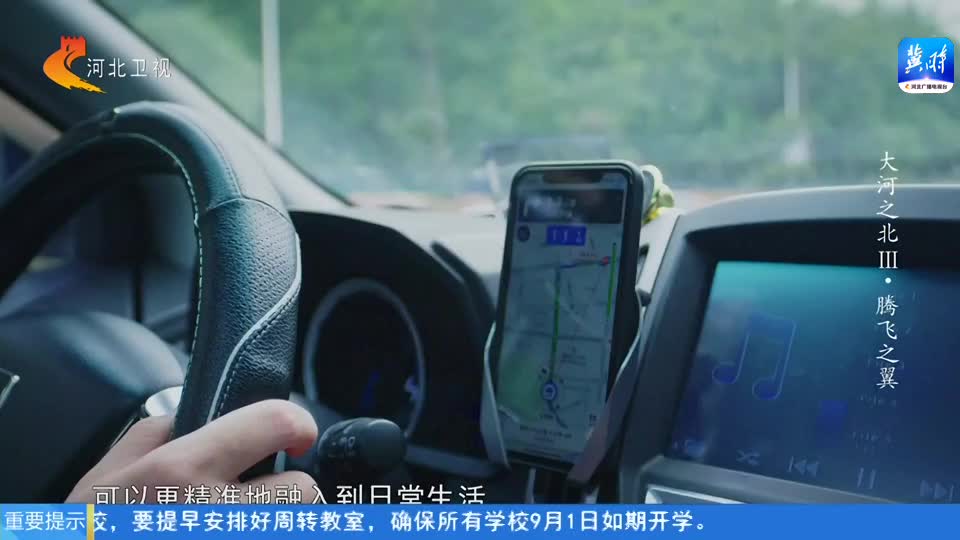 河北卫视
冀时
河北广播电视台
大河之北Ⅲ·腾飞之翼
可以更精准地融入到日常生活
重要提示
校，要提早安排好周转教室，确保所有学校9月1日如期开学。